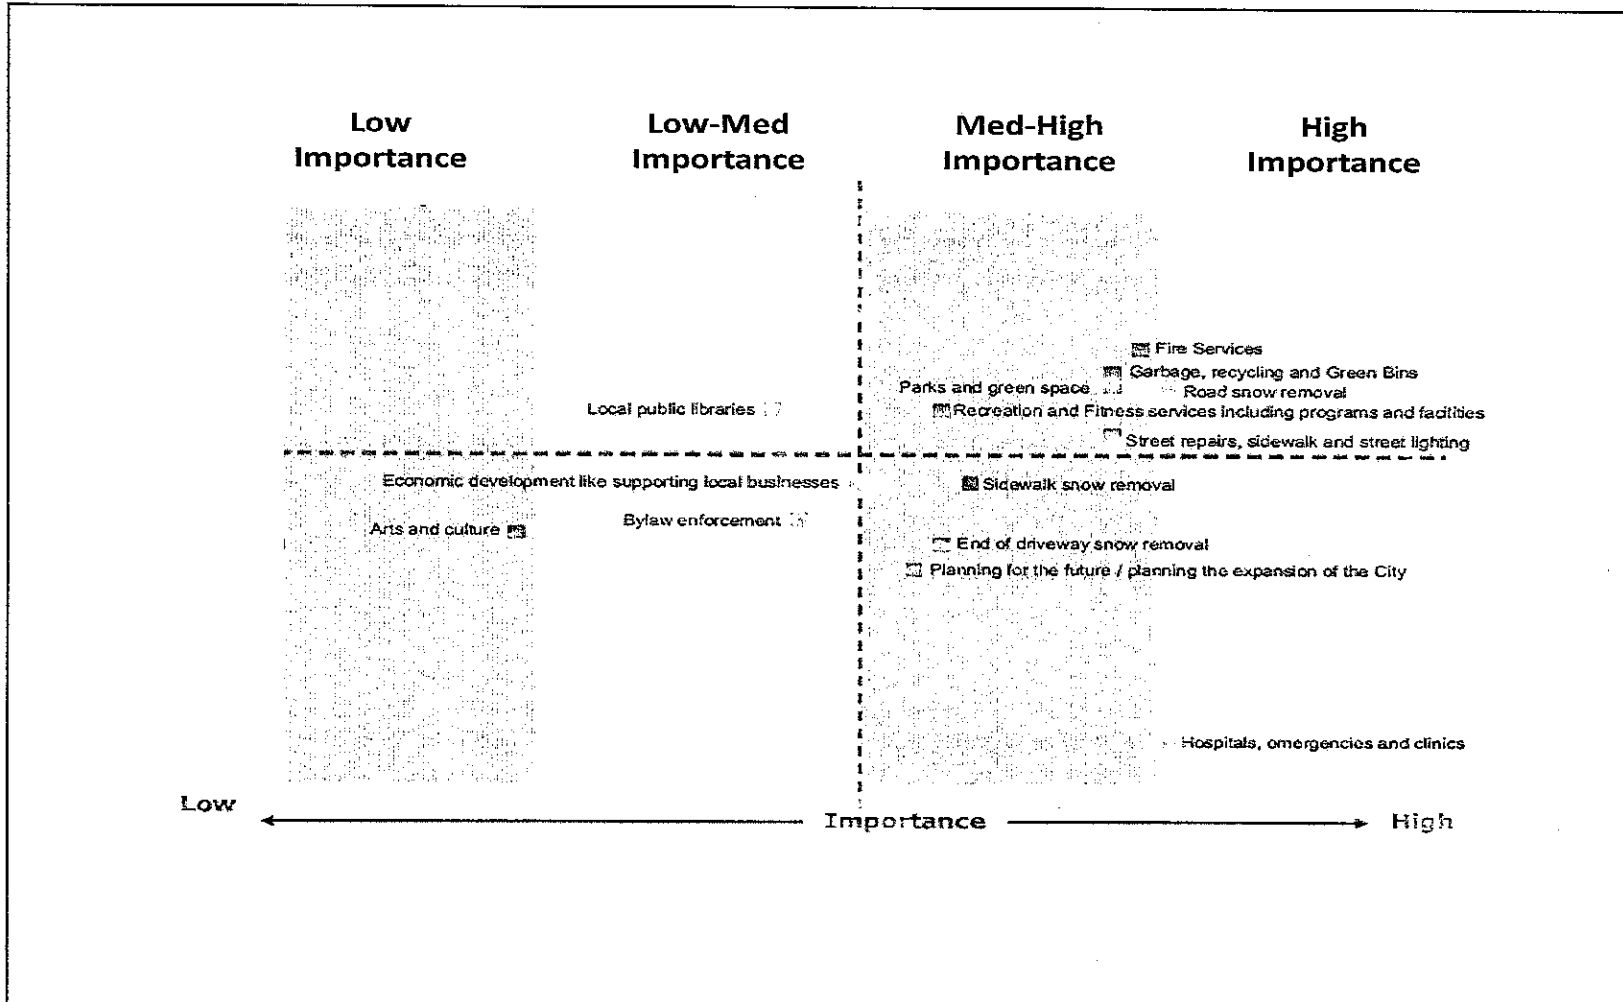 Low
Importance
Low-Med
Importance
Med-High
Importance
High
Importance
Fire Services
Garbage, recycling and Green Bins
Parks and green space
Road snow removal
Local public libraries
Recreation and Fitness services including programs and facilities
Street repairs, sidewalk and street lighting
Economic development like supporting local businesses
Sidewalk snow removal
Arts and culture
Bylaw enforcement
End of driveway snow removal
Planning for the future / planning the expansion of the City
Hospitals, emergencies and clinics
Low
Importance
High